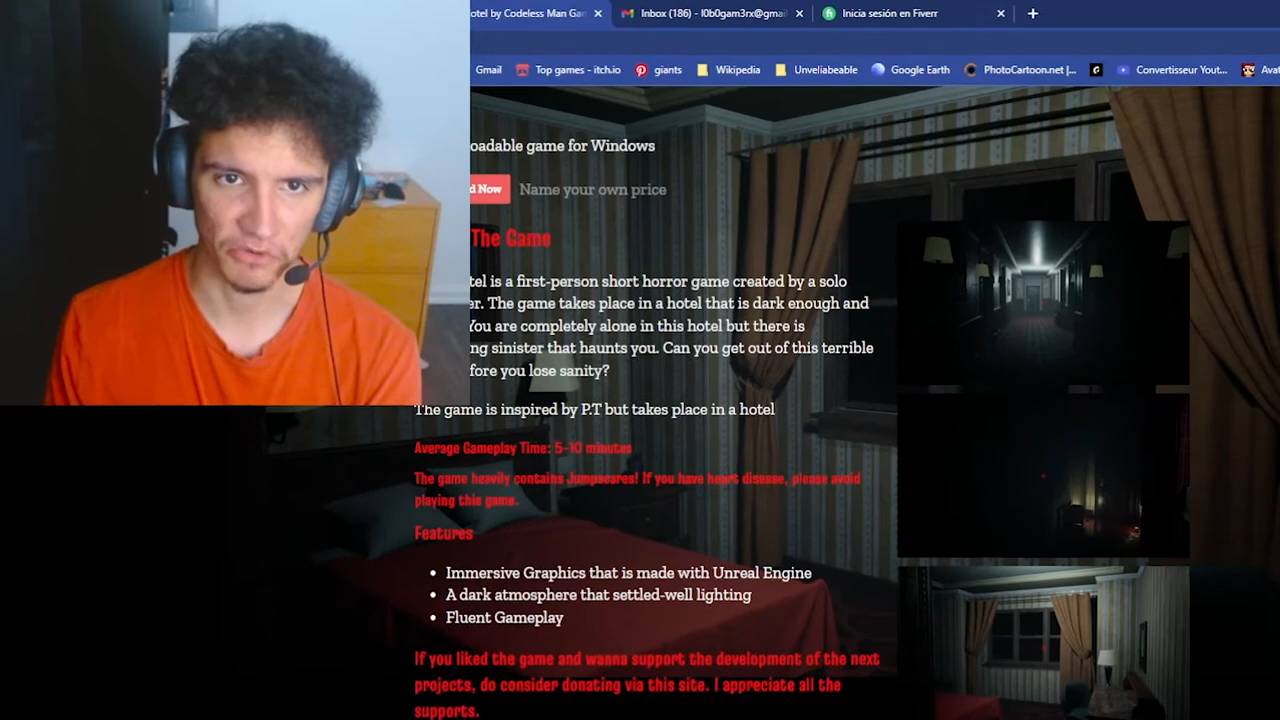 otel by Codeless Man Gan
Inbox (186) - l0b0gam3rx@gmai
Inicia sesión en Fiverr
Gmail
Top games - itch.io
giants
Wikipedia
Unveliabeable
Google Earth
PhotoCartoon.net |...
Convertisseur Yout...
Avat
oadable game for Windows
d Now
Name your own price
The Game
tel is a first-person short horror game created by a solo
er. The game takes place in a hotel that is dark enough and
You are completely alone in this hotel but there is
ng sinister that haunts you. Can you get out of this terrible
fore you lose sanity?
The game is inspired by P.T but takes place in a hotel
Average Gameplay Time: 5-10 minutes
The game heavily contains Jumpscares! If you have heart disease, please avoid
playing this game.
Features
Immersive Graphics that is made with Unreal Engine
A dark atmosphere that settled-well lighting
Fluent Gameplay
If you liked the game and wanna support the development of the next
projects, do consider donating via this site. I appreciate all the
supports.